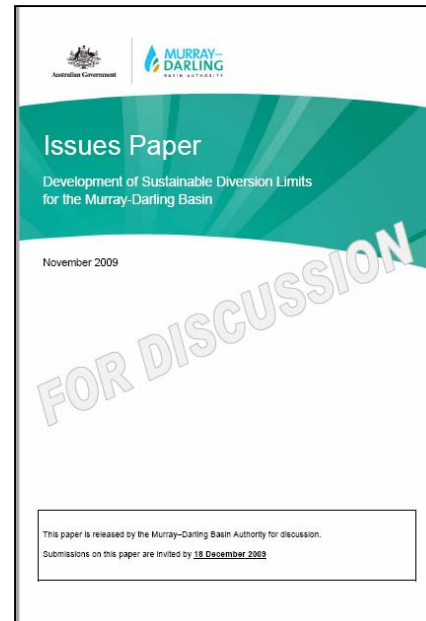 Australian Government
MURRAY–
DARLING
BASIN AUTHORITY
Issues Paper
Development of Sustainable Diversion Limits
for the Murray-Darling Basin
November 2009
FOR DISCUSSION
This paper is released by the Murray–Darling Basin Authority for discussion.
Submissions on this paper are invited by 18 December 2009